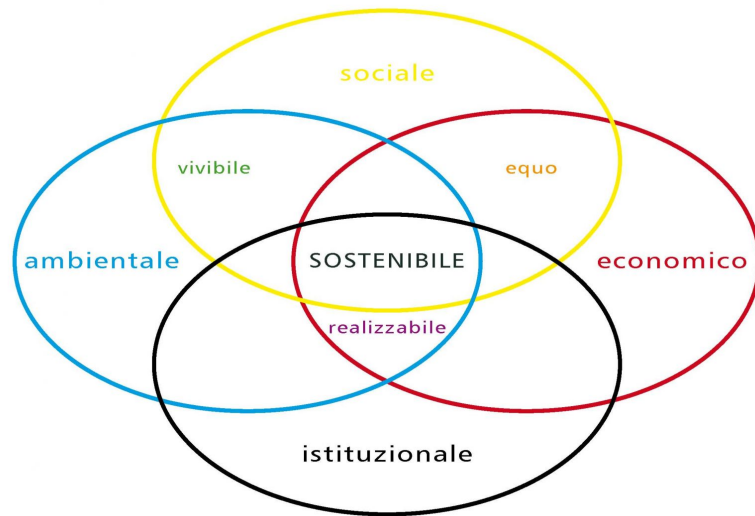 sociale
vivibile
equo
ambientale
SOSTENIBILE
economico
realizzabile
istituzionale